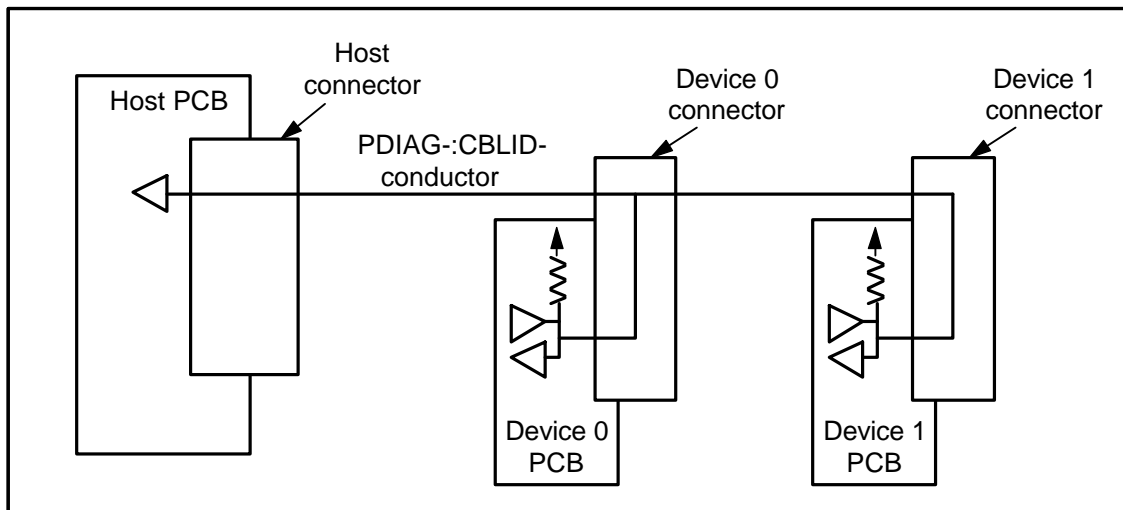 Host
connector
Host PCB
PDIAG-:CBLID-
conductor
Device 0
connector
Device 1
connector
Device 0
PCB
Device 1
PCB